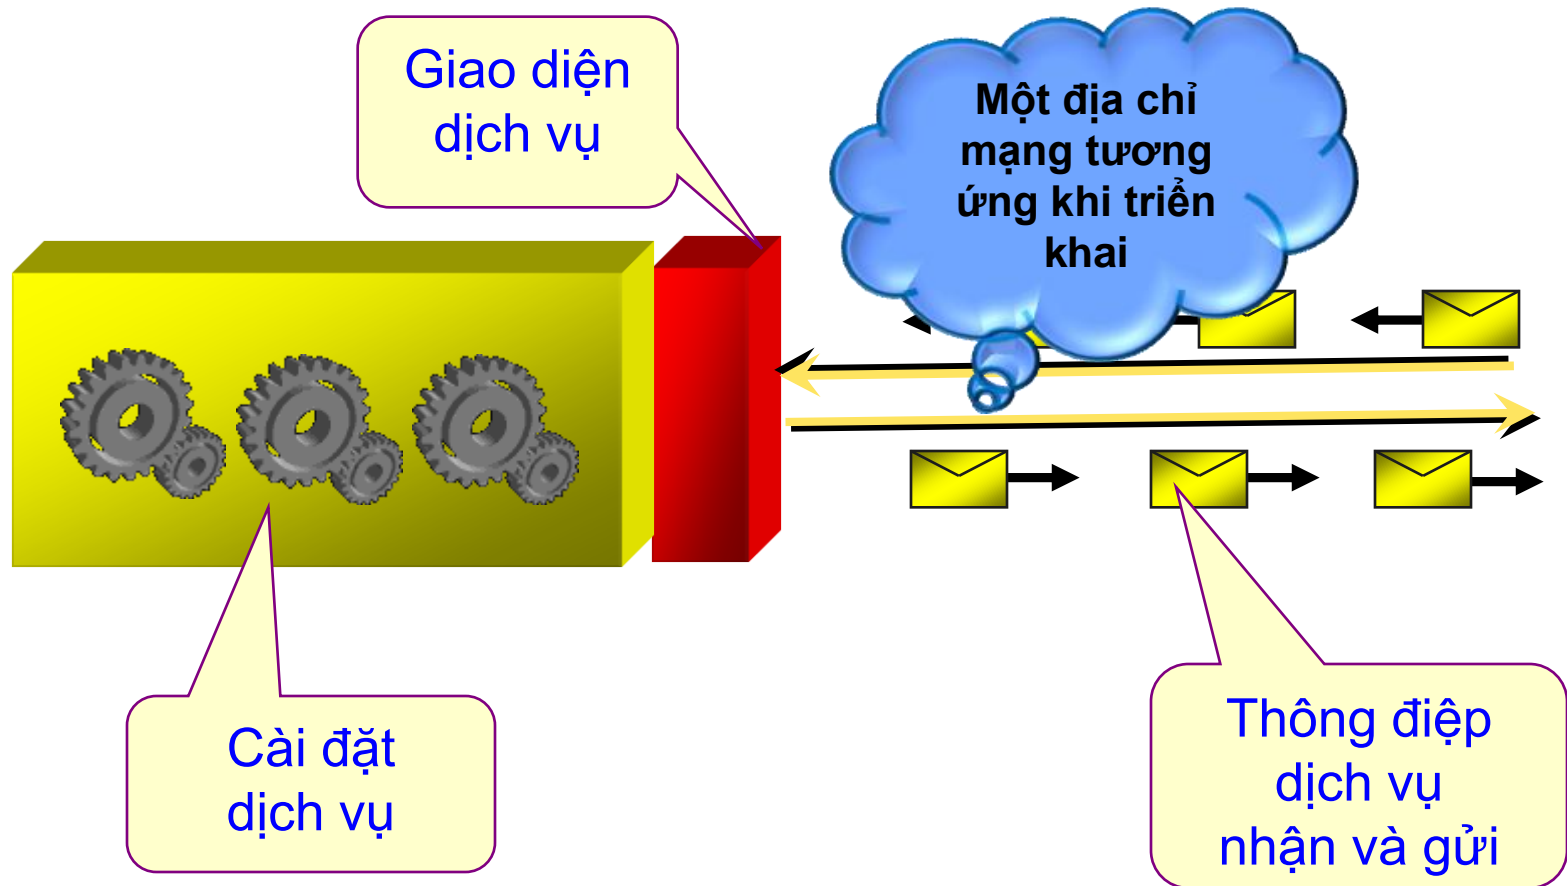 Giao diện
dịch vụ
Một địa chỉ
mạng tương
ứng khi triển
khai
Cài đặt
dịch vụ
Thông điệp
dịch vụ
nhận và gửi